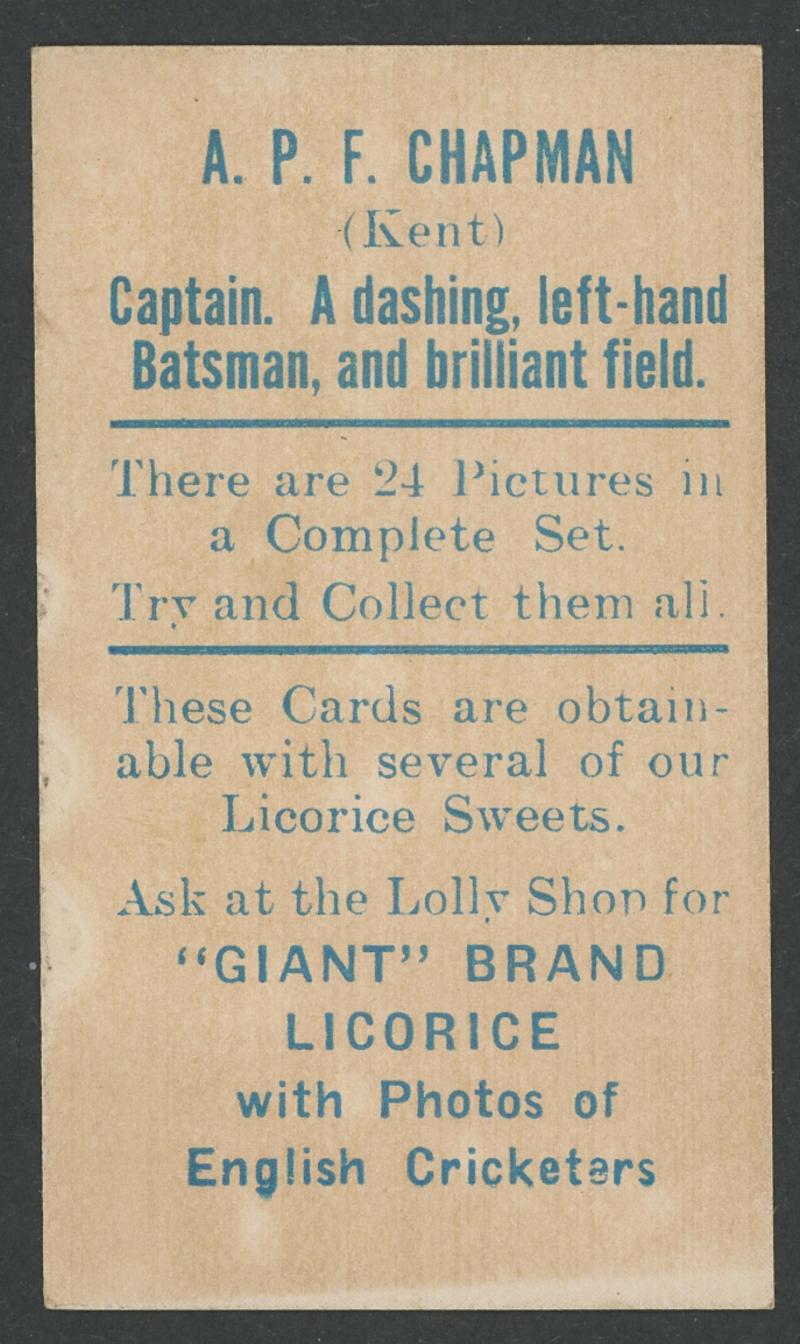 A. P. F. CHAPMAN
(Kent)
Captain. A dashing, left-hand
Batsman, and brilliant field.
There are 24 Pictures in
a Complete Set.
Try and Collect them all.
These Cards are obtain-
able with several of our
Licorice Sweets.
Ask at the Lolly Shop for
"GIANT" BRAND
LICORICE
with Photos of
English Cricketers